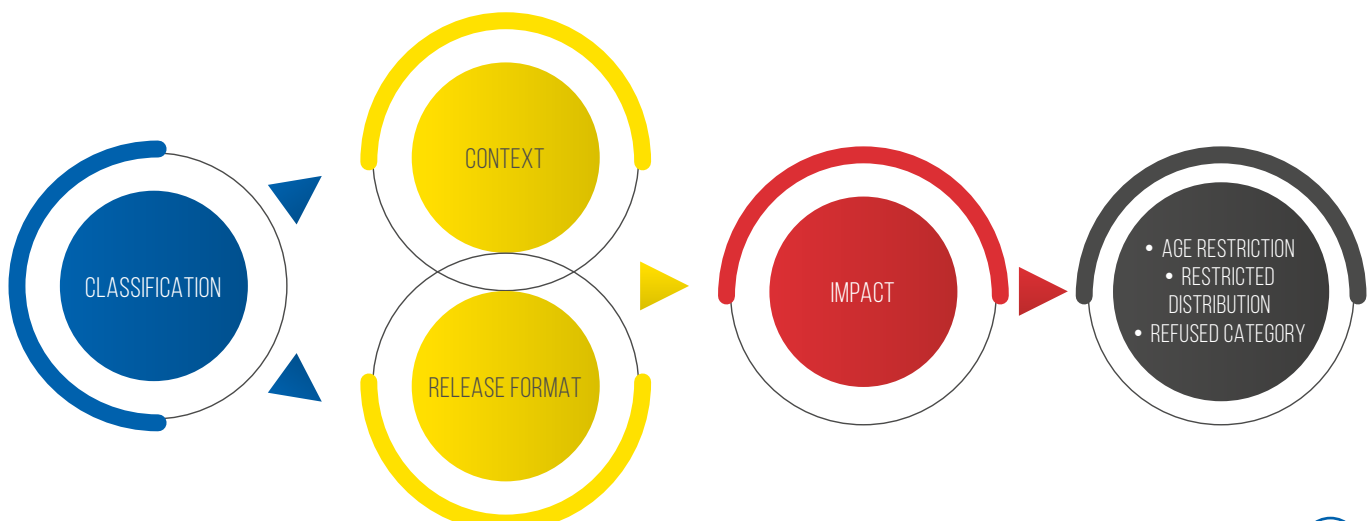 CLASSIFICATION
CONTEXT
RELEASE FORMAT
IMPACT
• AGE RESTRICTION
• RESTRICTED
DISTRIBUTION
• REFUSED CATEGORY